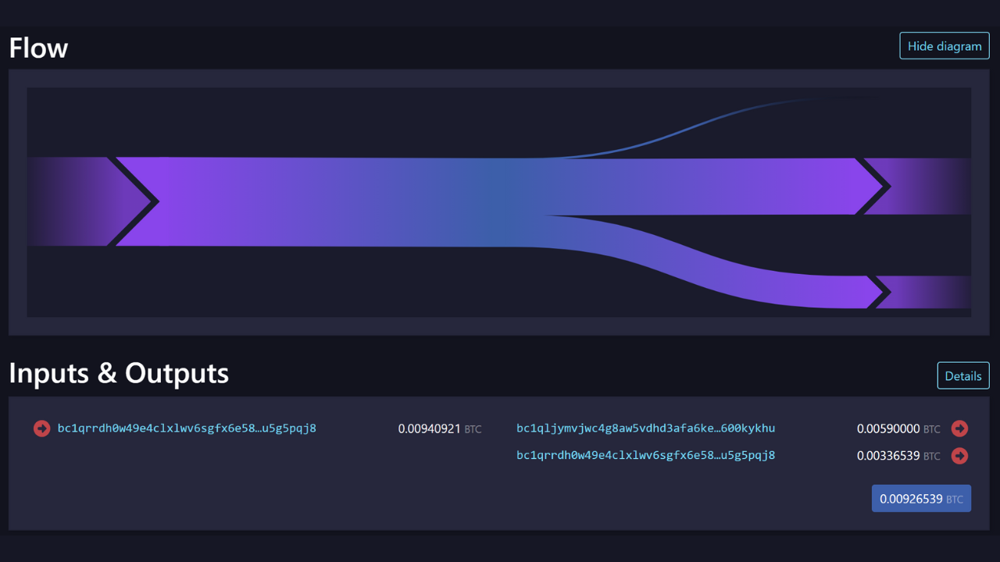 Flow
Hide diagram
Inputs & Outputs
Details
bc1qrrdh0w49e4clxlwv6sgfx6e58…u5g5pqj8 0.00940921 BTC bc1qljymvjwc4g8aw5vdhd3afa6ke…600kykhu 0.00590000 BTC
bc1qrrdh0w49e4clxlwv6sgfx6e58…u5g5pqj8 0.00336539 BTC
0.00926539 BTC